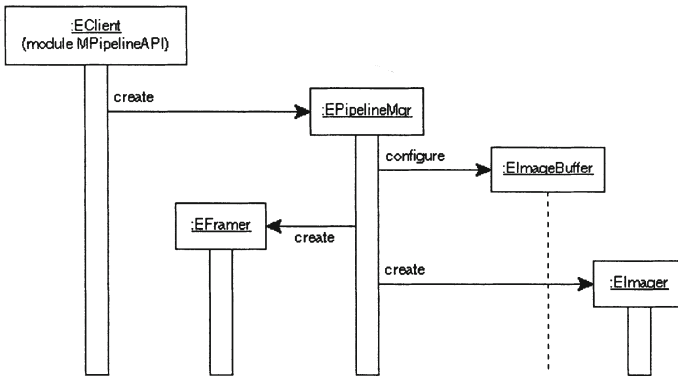 :EClient
(module MPipelineAPI)
create
:EPipelineMgr
configure
:EImageBuffer
:EFramer
create
create
:EImager